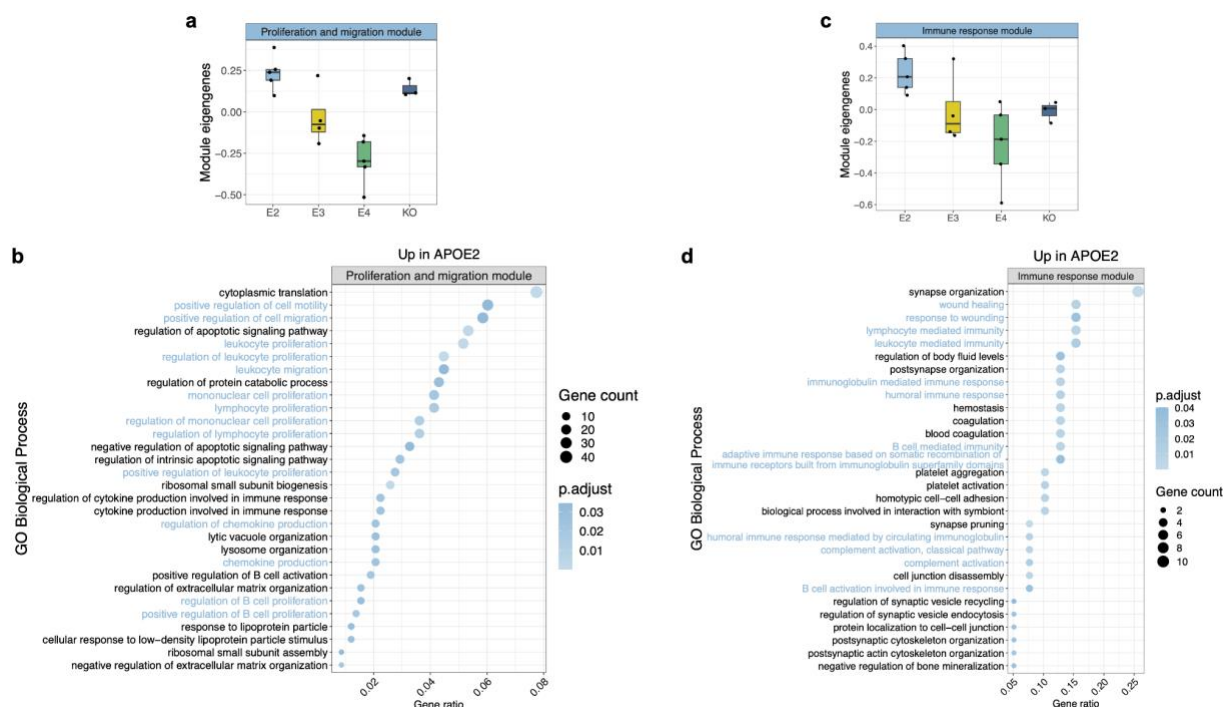 a
Proliferation and migration module
Module eigengenes
0.25
0.00
−0.25
−0.50
E2 E3 E4 KO
c
Immune response module
Module eigengenes
0.4
0.2
0.0
−0.2
−0.4
−0.6
E2 E3 E4 KO
b
Up in APOE2
Proliferation and migration module
GO Biological Process
cytoplasmic translation
positive regulation of cell motility
positive regulation of cell migration
regulation of apoptotic signaling pathway
leukocyte proliferation
regulation of leukocyte proliferation
leukocyte migration
regulation of protein catabolic process
mononuclear cell proliferation
lymphocyte proliferation
regulation of mononuclear cell proliferation
regulation of lymphocyte proliferation
negative regulation of apoptotic signaling pathway
regulation of intrinsic apoptotic signaling pathway
positive regulation of leukocyte proliferation
ribosomal small subunit biogenesis
regulation of cytokine production involved in immune response
cytokine production involved in immune response
regulation of chemokine production
lytic vacuole organization
lysosome organization
chemokine production
positive regulation of B cell activation
regulation of extracellular matrix organization
regulation of B cell proliferation
positive regulation of B cell proliferation
response to lipoprotein particle
cellular response to low−density lipoprotein particle stimulus
ribosomal small subunit assembly
negative regulation of extracellular matrix organization
0.02 0.04 0.06 0.08
Gene ratio
Gene count
10
20
30
40
p.adjust
0.03
0.02
0.01
d
Up in APOE2
Immune response module
GO Biological Process
synapse organization
wound healing
response to wounding
lymphocyte mediated immunity
leukocyte mediated immunity
regulation of body fluid levels
postsynapse organization
immunoglobulin mediated immune response
humoral immune response
hemostasis
coagulation
blood coagulation
B cell mediated immunity
adaptive immune response based on somatic recombination of
immune receptors built from immunoglobulin superfamily domains
platelet aggregation
platelet activation
homotypic cell−cell adhesion
biological process involved in interaction with symbiont
synapse pruning
humoral immune response mediated by circulating immunoglobulin
complement activation, classical pathway
complement activation
cell junction disassembly
B cell activation involved in immune response
regulation of synaptic vesicle recycling
regulation of synaptic vesicle endocytosis
protein localization to cell−cell junction
postsynaptic cytoskeleton organization
postsynaptic actin cytoskeleton organization
negative regulation of bone mineralization
0.05 0.10 0.15 0.20 0.25
Gene ratio
p.adjust
0.04
0.03
0.02
0.01
Gene count
2
4
6
8
10